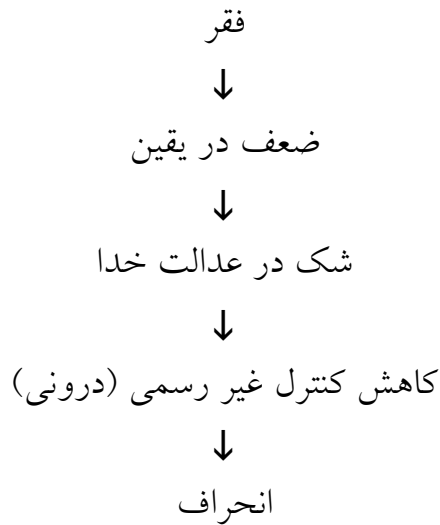 فقر
↓
ضعف در یقین
↓
شک در عدالت خدا
↓
کاهش کنترل غیر رسمی (درونی)
↓
انحراف